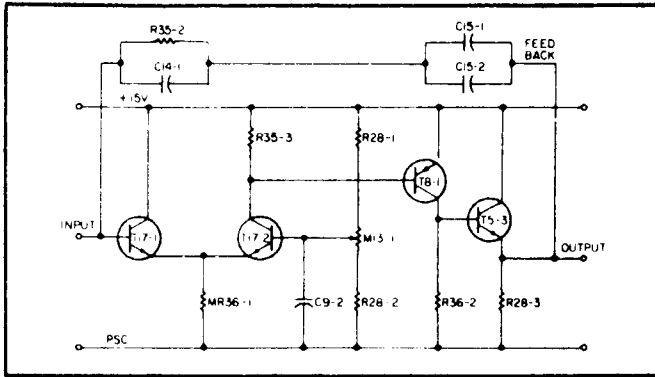 R35-2
C14-1
C15-1
C15-2
FEED
BACK
+15V
R35-3
R28-1
T8-1
T5-3
INPUT
T17-1
T17-2
M13-1
OUTPUT
MR36-1
C9-2
R28-2
R36-2
R28-3
PSC